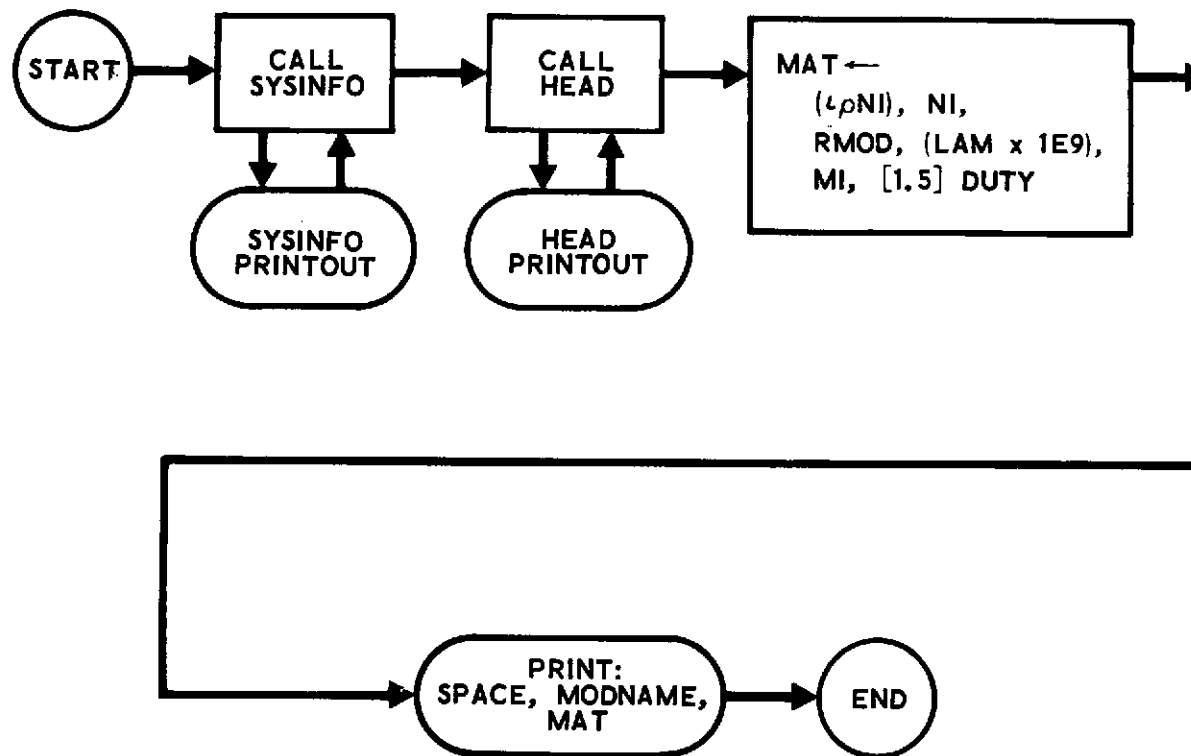 START
CALL
SYSINFO
CALL
HEAD
MAT ←
(⍳⍴NI), NI,
RMOD, (LAM x 1E9),
MI, [1.5] DUTY
SYSINFO
PRINTOUT
HEAD
PRINTOUT
PRINT:
SPACE, MODNAME,
MAT
END